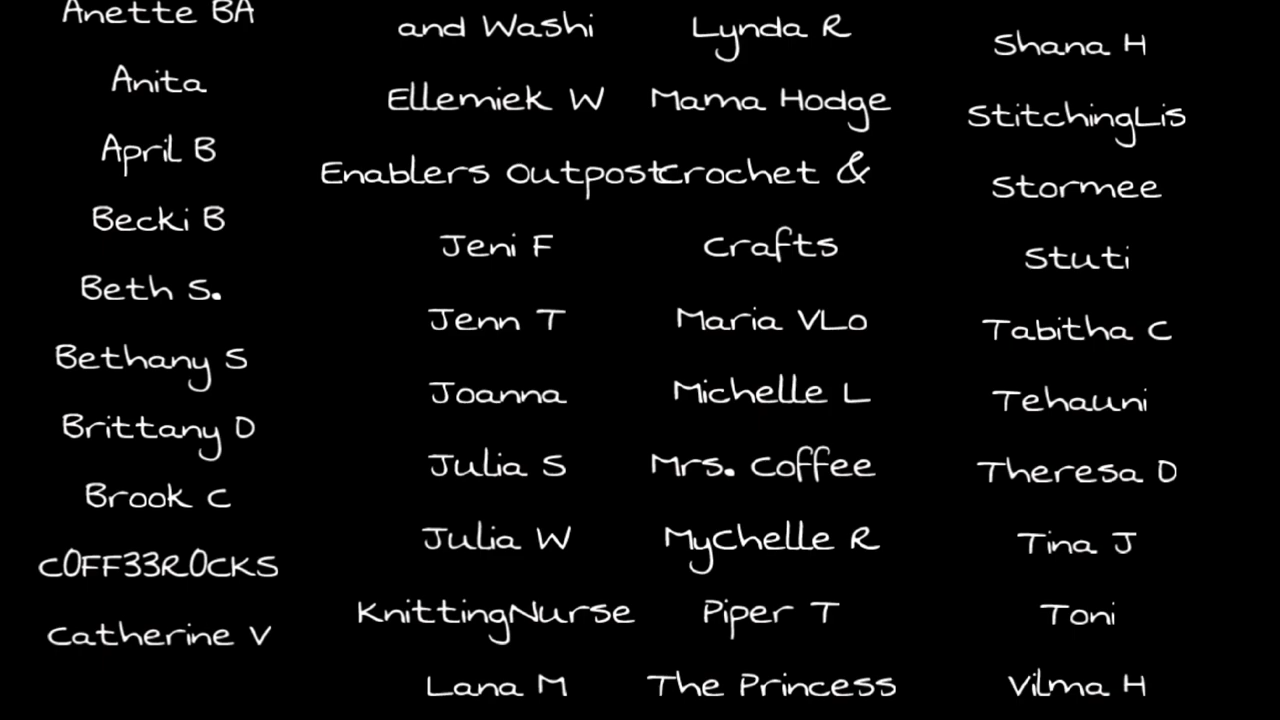 Anette BA
Anita
April B
Becki B
Beth S.
Bethany S
Brittany D
Brook C
C0FF33R0CKS
Catherine V
and Washi
Ellemiek W
Enablers Outpost
Jeni F
Jenn T
Joanna
Julia S
Julia W
KnittingNurse
Lana M
Lynda R
Mama Hodge
Crochet &
Crafts
Maria VLo
Michelle L
Mrs. Coffee
MyChelle R
Piper T
The Princess
Shana H
StitchingLis
Stormee
Stuti
Tabitha C
Tehauni
Theresa D
Tina J
Toni
Vilma H